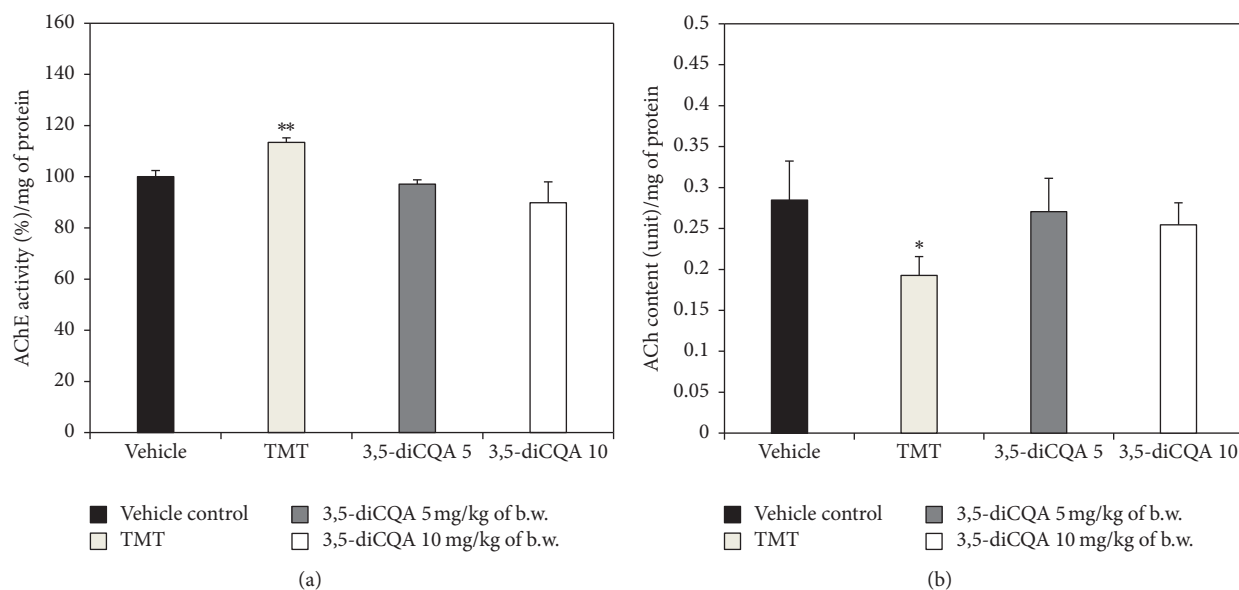 AChE activity (%)/mg of protein
160
140
120
100
80
60
40
20
0
**
Vehicle TMT 3,5-diCQA 5 3,5-diCQA 10
Vehicle control 3,5-diCQA 5 mg/kg of b.w.
TMT 3,5-diCQA 10 mg/kg of b.w.
(a)
ACh content (unit)/mg of protein
0.5
0.45
0.4
0.35
0.3
0.25
0.2
0.15
0.1
0.05
0
*
Vehicle TMT 3,5-diCQA 5 3,5-diCQA 10
Vehicle control 3,5-diCQA 5 mg/kg of b.w.
TMT 3,5-diCQA 10 mg/kg of b.w.
(b)